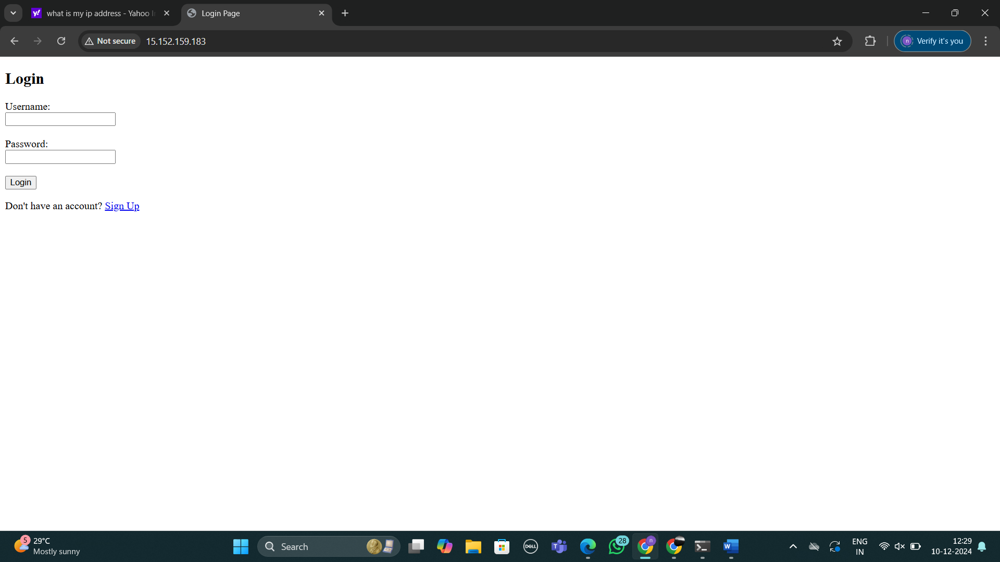 what is my ip address - Yahoo I
Login Page
Not secure
15.152.159.183
n
Verify it's you
Login
Username:
Password:
Login
Don't have an account? Sign Up
5
29°C
Mostly sunny
Search
DELL
T
28
n
W
ENG
IN
12:29
10-12-2024